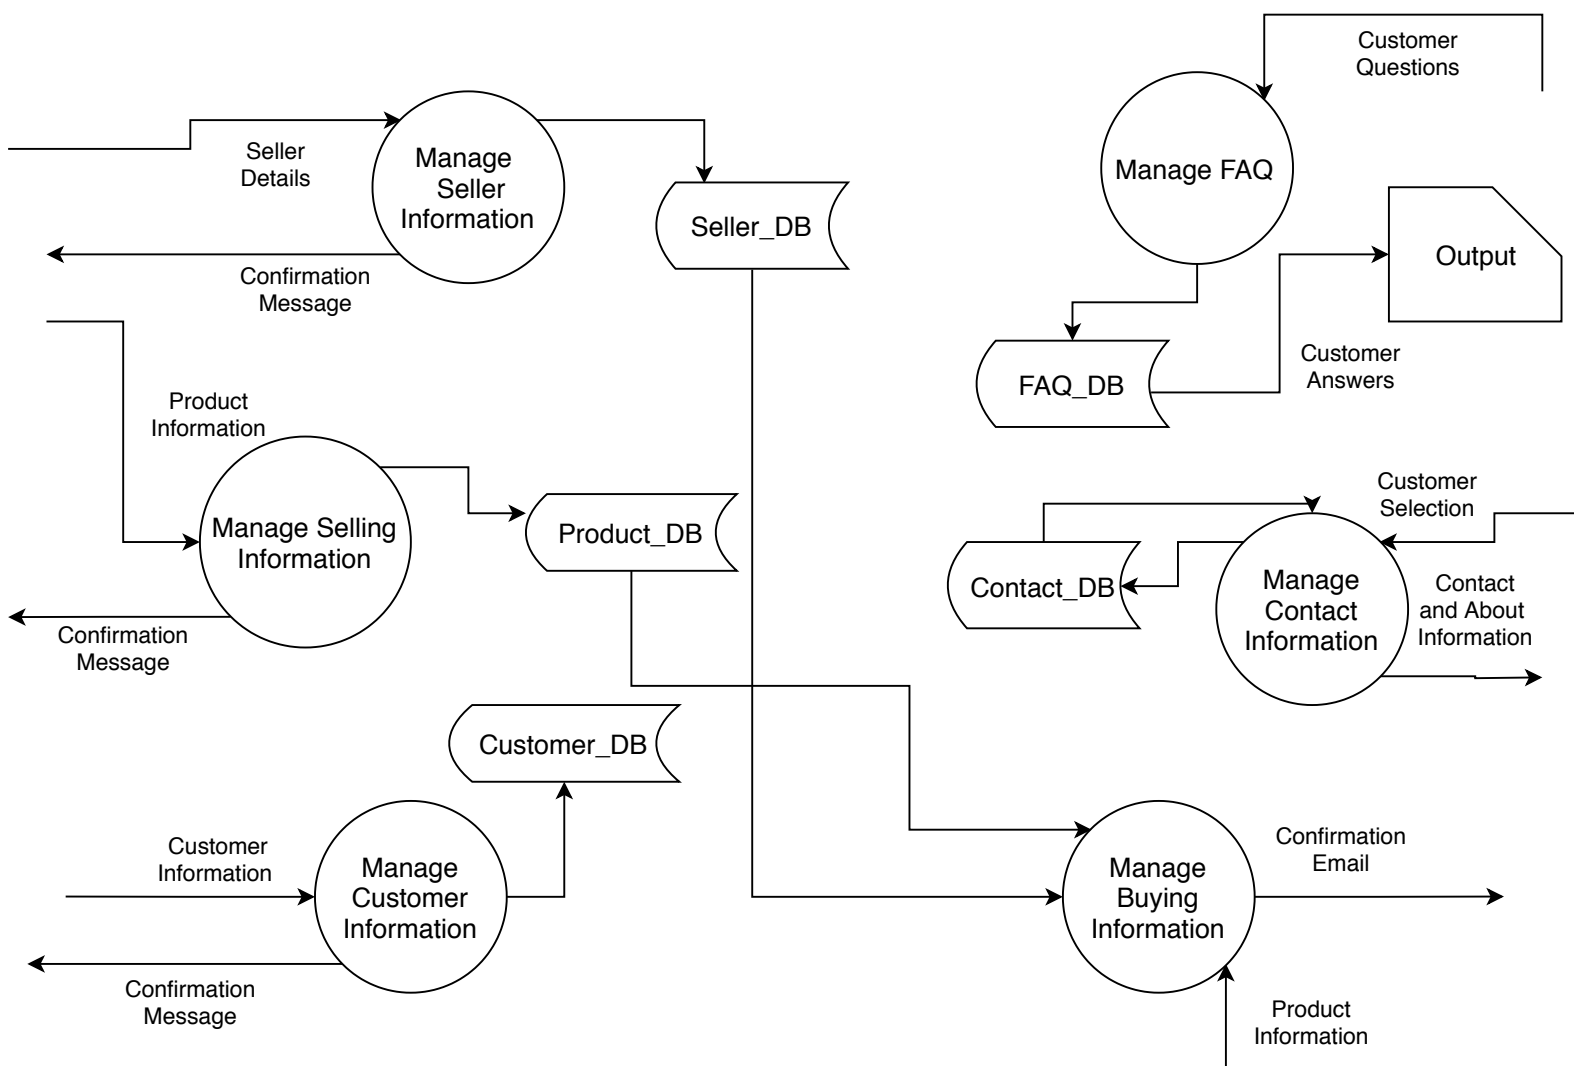 Customer
Questions
Seller
Details
Manage
Seller
Information
Manage FAQ
Seller_DB
Output
Confirmation
Message
Customer
Answers
FAQ_DB
Product
Information
Manage Selling
Information
Product_DB
Customer
Selection
Contact_DB
Manage
Contact
Information
Contact
and About
Information
Confirmation
Message
Customer_DB
Customer
Information
Manage
Customer
Information
Manage
Buying
Information
Confirmation
Email
Confirmation
Message
Product
Information